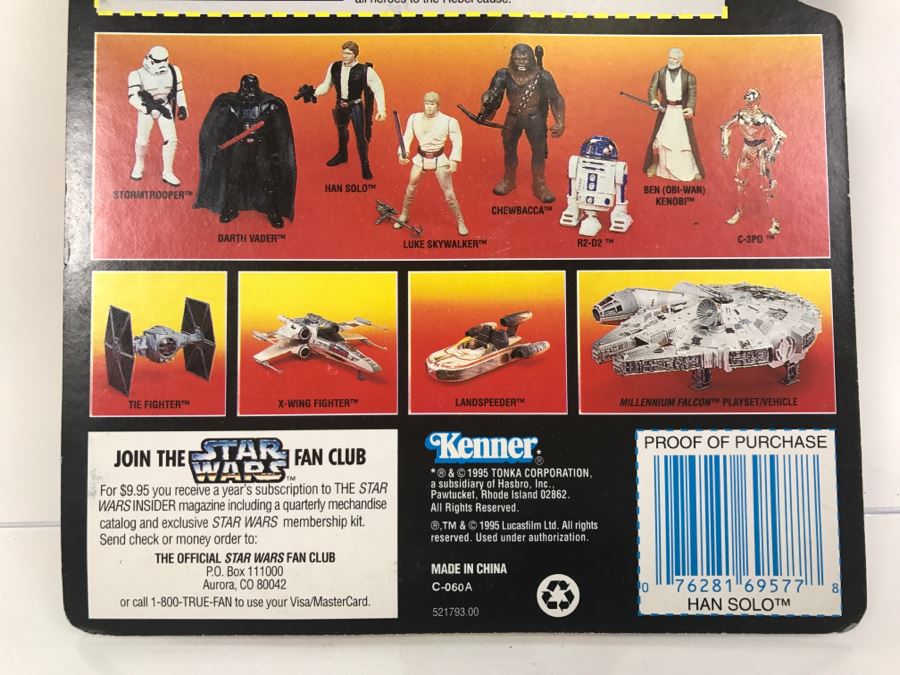 all heroes to the Rebel cause.
STORMTROOPER™
DARTH VADER™
HAN SOLO™
LUKE SKYWALKER™
CHEWBACCA™
R2-D2 ™
BEN (OBI-WAN)
KENOBI™
C-3PO ™
TIE FIGHTER™
X-WING FIGHTER™
LANDSPEEDER™
MILLENNIUM FALCON™ PLAYSET/VEHICLE
JOIN THE STAR WARS™ FAN CLUB
For $9.95 you receive a year's subscription to THE STAR
WARS INSIDER magazine including a quarterly merchandise
catalog and exclusive STAR WARS membership kit.
Send check or money order to:
THE OFFICIAL STAR WARS FAN CLUB
P.O. Box 111000
Aurora, CO 80042
or call 1-800-TRUE-FAN to use your Visa/MasterCard.
Kenner®*
*® & © 1995 TONKA CORPORATION,
a subsidiary of Hasbro, Inc.,
Pawtucket, Rhode Island 02862.
All Rights Reserved.
®,TM & © 1995 Lucasfilm Ltd. All rights
reserved. Used under authorization.
MADE IN CHINA
C-060A
521793.00
PROOF OF PURCHASE
0 76281 69577 8
HAN SOLO™